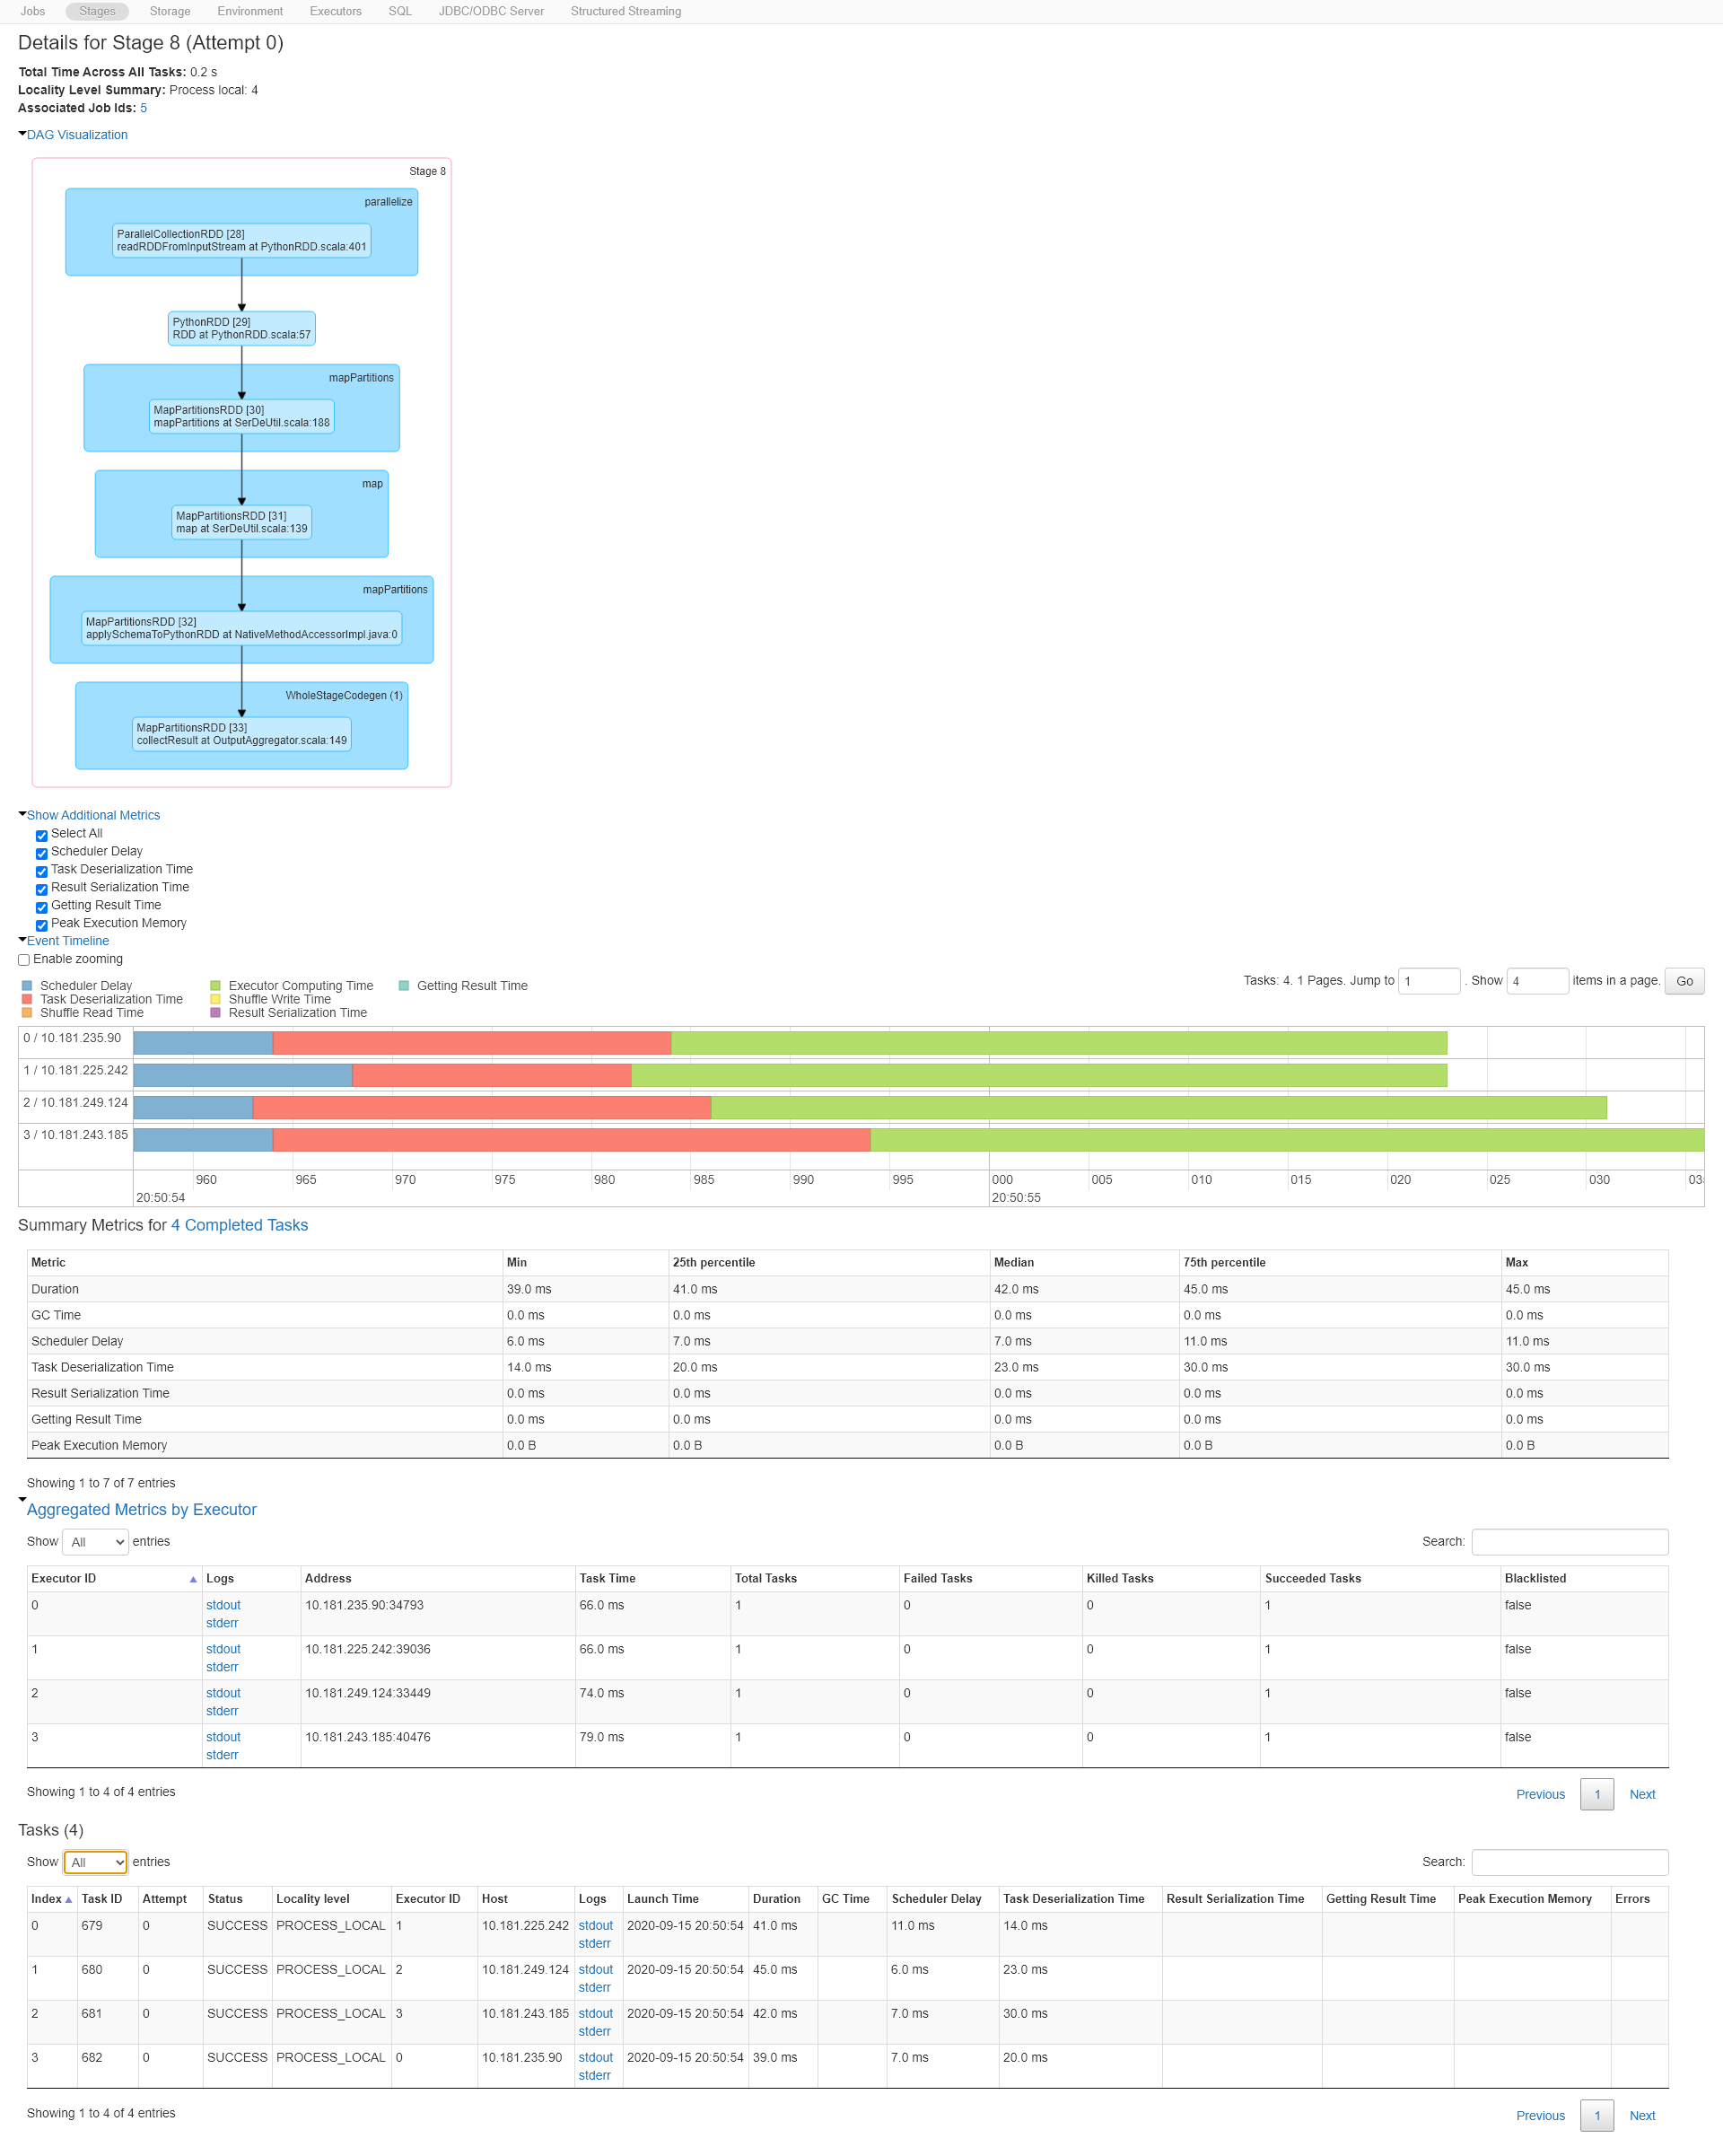 Jobs Stages Storage Environment Executors SQL JDBC/ODBC Server Structured Streaming
Details for Stage 8 (Attempt 0)
Total Time Across All Tasks: 0.2 s
Locality Level Summary: Process local: 4
Associated Job Ids: 5
DAG Visualization
Stage 8
parallelize
ParallelCollectionRDD [28]
readRDDFromInputStream at PythonRDD.scala:401
PythonRDD [29]
RDD at PythonRDD.scala:57
mapPartitions
MapPartitionsRDD [30]
mapPartitions at SerDeUtil.scala:188
map
MapPartitionsRDD [31]
map at SerDeUtil.scala:139
mapPartitions
MapPartitionsRDD [32]
applySchemaToPythonRDD at NativeMethodAccessorImpl.java:0
WholeStageCodegen (1)
MapPartitionsRDD [33]
collectResult at OutputAggregator.scala:149
Show Additional Metrics
Select All
Scheduler Delay
Task Deserialization Time
Result Serialization Time
Getting Result Time
Peak Execution Memory
Event Timeline
Enable zooming
Tasks: 4. 1 Pages. Jump to 1 . Show 4 items in a page. Go
Scheduler Delay Executor Computing Time Getting Result Time
Task Deserialization Time Shuffle Write Time
Shuffle Read Time Result Serialization Time
0 / 10.181.235.90
1 / 10.181.225.242
2 / 10.181.249.124
3 / 10.181.243.185
960 965 970 975 980 985 990 995 000 005 010 015 020 025 030 03
20:50:54 20:50:55
Summary Metrics for 4 Completed Tasks
Metric Min 25th percentile Median 75th percentile Max
Duration 39.0 ms 41.0 ms 42.0 ms 45.0 ms 45.0 ms
GC Time 0.0 ms 0.0 ms 0.0 ms 0.0 ms 0.0 ms
Scheduler Delay 6.0 ms 7.0 ms 7.0 ms 11.0 ms 11.0 ms
Task Deserialization Time 14.0 ms 20.0 ms 23.0 ms 30.0 ms 30.0 ms
Result Serialization Time 0.0 ms 0.0 ms 0.0 ms 0.0 ms 0.0 ms
Getting Result Time 0.0 ms 0.0 ms 0.0 ms 0.0 ms 0.0 ms
Peak Execution Memory 0.0 B 0.0 B 0.0 B 0.0 B 0.0 B
Showing 1 to 7 of 7 entries
Aggregated Metrics by Executor
Show All entries Search:
Executor ID Logs Address Task Time Total Tasks Failed Tasks Killed Tasks Succeeded Tasks Blacklisted
0 stdout 10.181.235.90:34793 66.0 ms 1 0 0 1 false
stderr
1 stdout 10.181.225.242:39036 66.0 ms 1 0 0 1 false
stderr
2 stdout 10.181.249.124:33449 74.0 ms 1 0 0 1 false
stderr
3 stdout 10.181.243.185:40476 79.0 ms 1 0 0 1 false
stderr
Showing 1 to 4 of 4 entries Previous 1 Next
Tasks (4)
Show All entries Search:
Index Task ID Attempt Status Locality level Executor ID Host Logs Launch Time Duration GC Time Scheduler Delay Task Deserialization Time Result Serialization Time Getting Result Time Peak Execution Memory Errors
0 679 0 SUCCESS PROCESS_LOCAL 1 10.181.225.242 stdout 2020-09-15 20:50:54 41.0 ms 11.0 ms 14.0 ms
stderr
1 680 0 SUCCESS PROCESS_LOCAL 2 10.181.249.124 stdout 2020-09-15 20:50:54 45.0 ms 6.0 ms 23.0 ms
stderr
2 681 0 SUCCESS PROCESS_LOCAL 3 10.181.243.185 stdout 2020-09-15 20:50:54 42.0 ms 7.0 ms 30.0 ms
stderr
3 682 0 SUCCESS PROCESS_LOCAL 0 10.181.235.90 stdout 2020-09-15 20:50:54 39.0 ms 7.0 ms 20.0 ms
stderr
Showing 1 to 4 of 4 entries Previous 1 Next